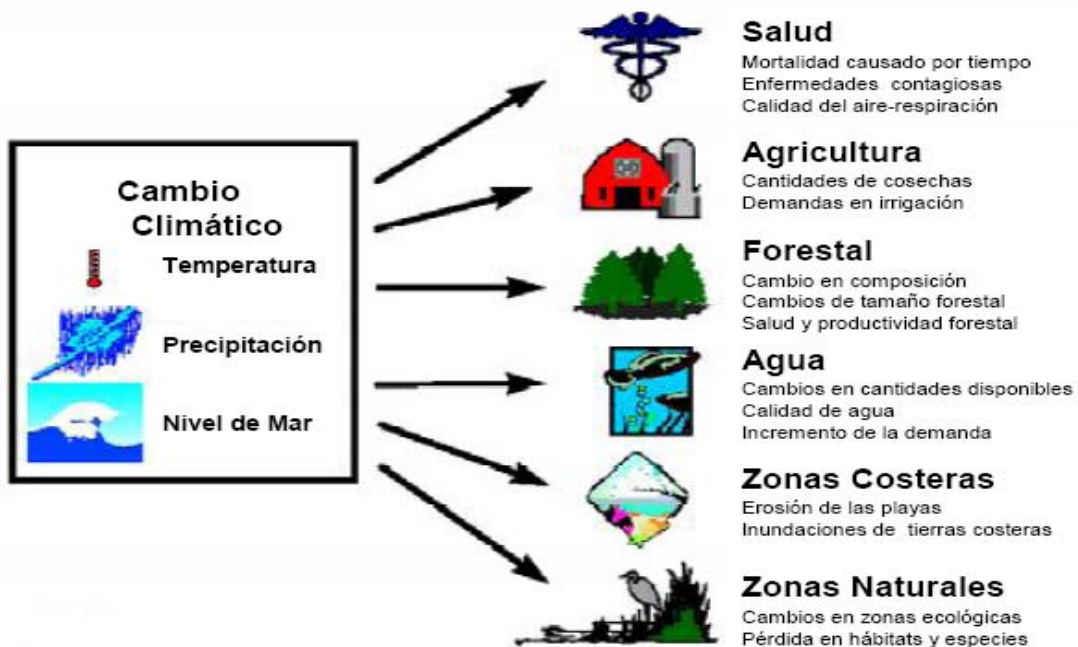 Cambio
Climático
Temperatura
Precipitación
Nivel de Mar
Salud
Mortalidad causado por tiempo
Enfermedades contagiosas
Calidad del aire-respiración
Agricultura
Cantidades de cosechas
Demandas en irrigación
Forestal
Cambio en composición
Cambios de tamaño forestal
Salud y productividad forestal
Agua
Cambios en cantidades disponibles
Calidad de agua
Incremento de la demanda
Zonas Costeras
Erosión de las playas
Inundaciones de tierras costeras
Zonas Naturales
Cambios en zonas ecológicas
Pérdida en hábitats y especies